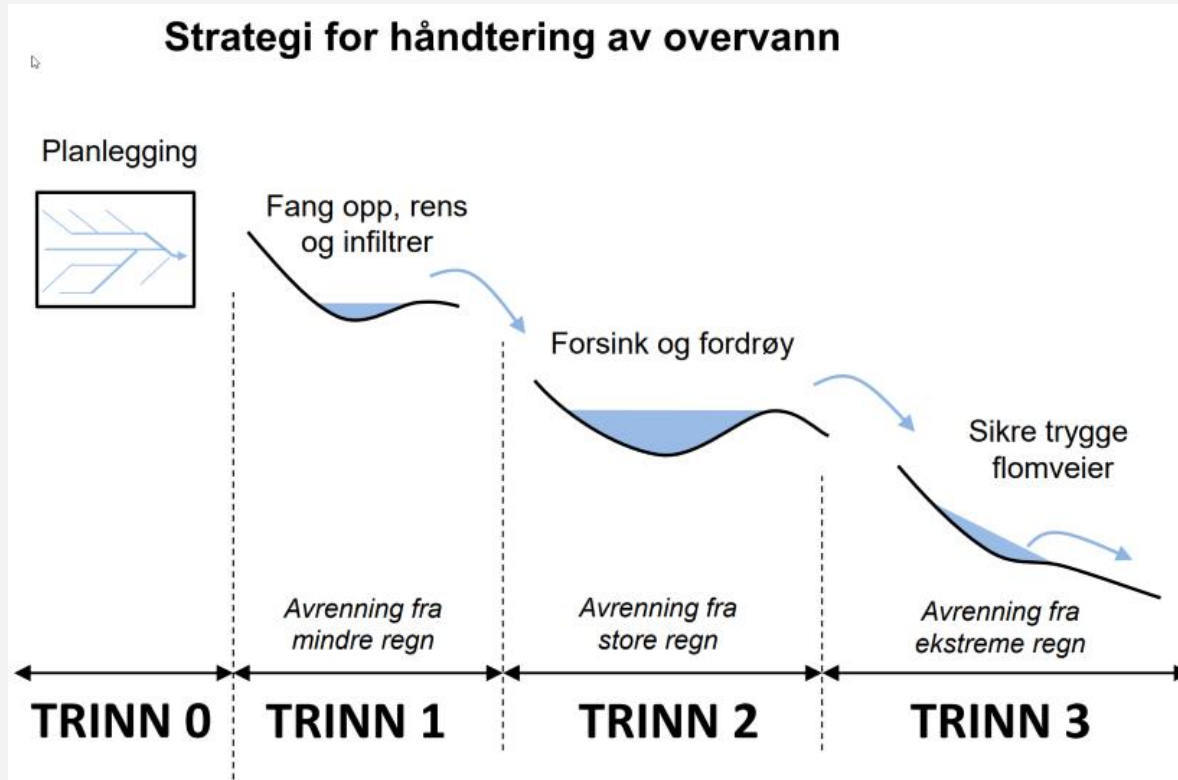 Strategi for håndtering av overvann
Planlegging
Fang opp, rens
og infiltrer
Forsink og fordrøy
Sikre trygge
flomveier
Avrenning fra
mindre regn
Avrenning fra
store regn
Avrenning fra
ekstreme regn
TRINN 0
TRINN 1
TRINN 2
TRINN 3